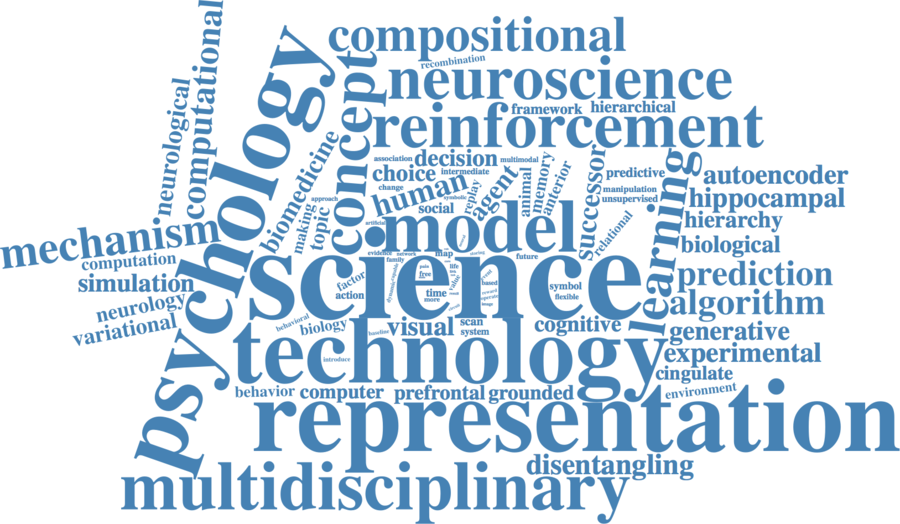 compositional
recombination
neuroscience
neurological
computational
psychology
concept
framework
hierarchical
reinforcement
biomedicine
association
decision
multimodal
choice
intermediate
change
human
symbolic
replay
agent
animal
memory
anterior
successor
predictive
manipulation
unsupervised
learning
autoencoder
hippocampal
hierarchy
relational
biological
making
topic
approach
artificial
social
model
mechanism
computation
simulation
neurology
variational
evidence
network
map
future
family
science
factor
action
dynamic
free
life
value
based
time
more
symbol
flexible
prediction
algorithm
generative
experimental
cingulate
environment
behavioral
biology
baseline
visual
scan
system
cognitive
technology
introduce
behavior
computer
prefrontal
grounded
representation
disentangling
multidisciplinary